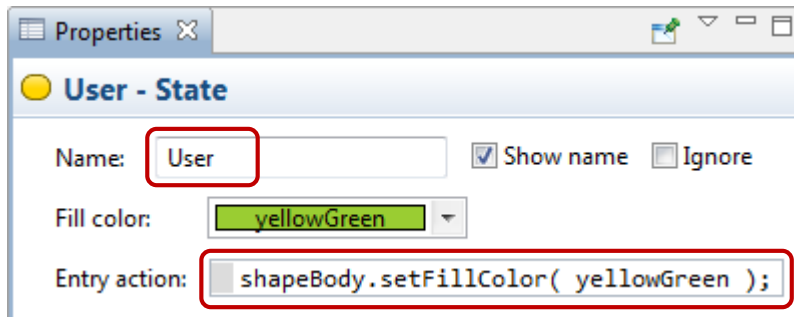 Properties
User - State
Name: User Show name Ignore
Fill color: yellowGreen
Entry action: shapeBody.setFillColor( yellowGreen );